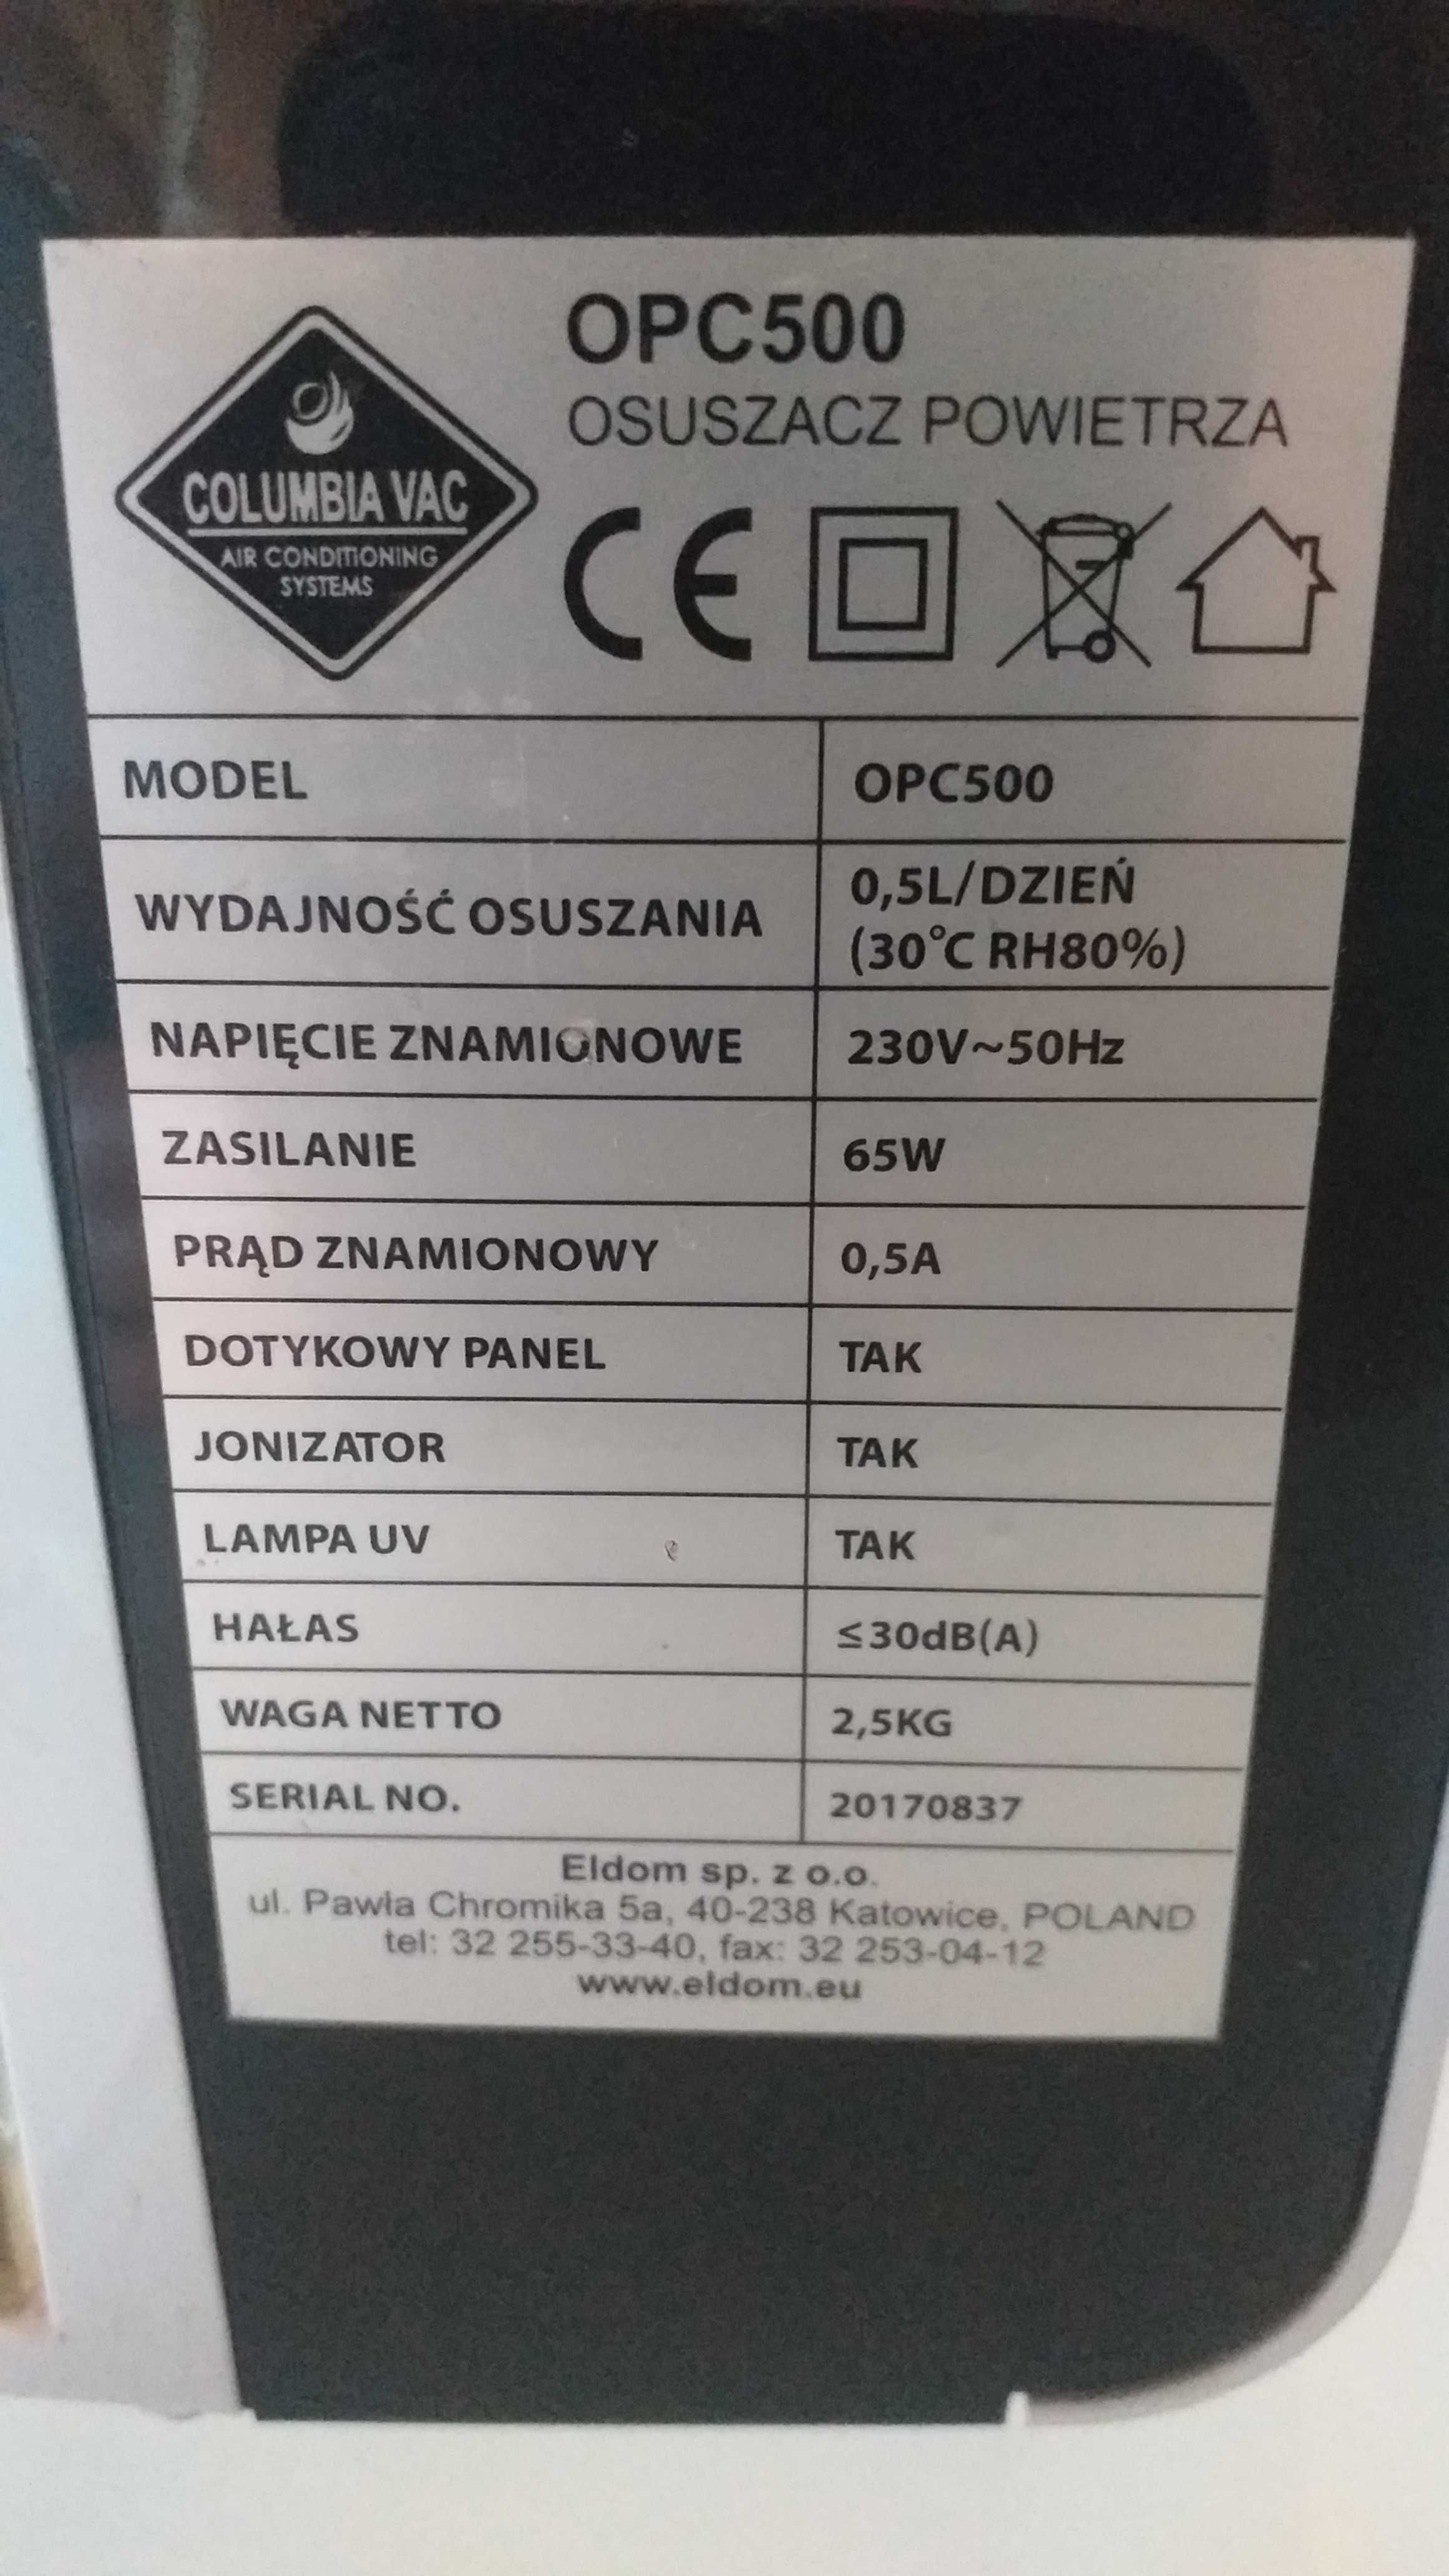 OPC500
OSUSZACZ POWIETRZA
COLUMBIA VAC
AIR CONDITIONING
SYSTEMS
CE
MODEL OPC500
WYDAJNOŚĆ OSUSZANIA 0,5L/DZIEŃ
(30°C RH80%)
NAPIĘCIE ZNAMIONOWE 230V~50Hz
ZASILANIE 65W
PRĄD ZNAMIONOWY 0,5A
DOTYKOWY PANEL TAK
JONIZATOR TAK
LAMPA UV TAK
HAŁAS ≤30dB(A)
WAGA NETTO 2,5KG
SERIAL NO. 20170837
Eldom sp. z o.o.
ul. Pawła Chromika 5a, 40-238 Katowice, POLAND
tel: 32 255-33-40, fax: 32 253-04-12
www.eldom.eu